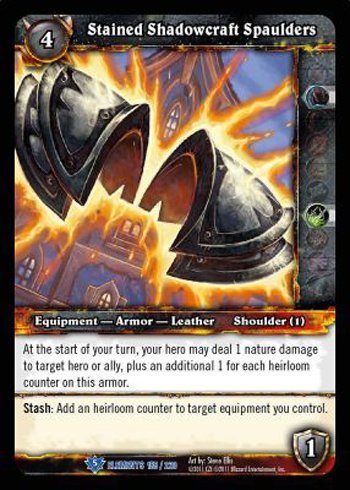 4
Stained Shadowcraft Spaulders
Equipment — Armor — Leather Shoulder (1)
At the start of your turn, your hero may deal 1 nature damage
to target hero or ally, plus an additional 1 for each heirloom
counter on this armor.
Stash: Add an heirloom counter to target equipment you control.
ELEMENTS
Art by: Steve Ellis
1